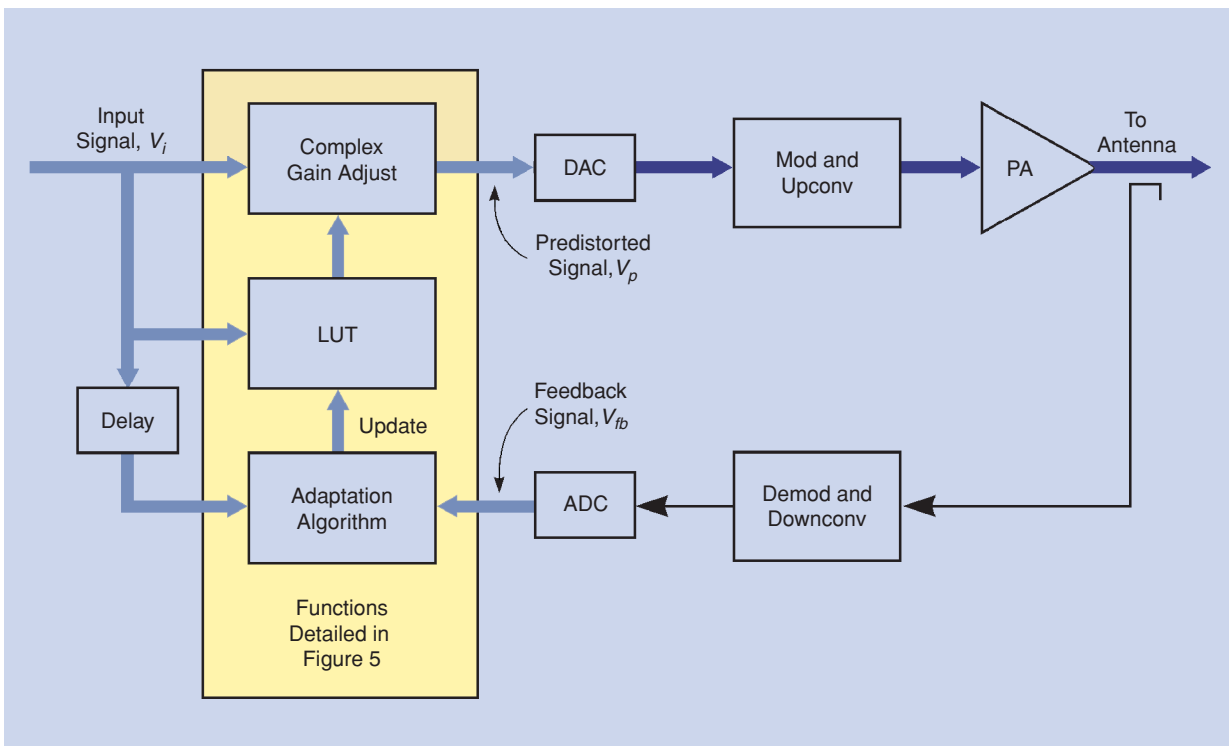 Input
Signal, Vi
Complex
Gain Adjust
DAC
Mod and
Upconv
PA
To
Antenna
Predistorted
Signal, Vp
LUT
Delay
Update
Feedback
Signal, Vfb
Adaptation
Algorithm
ADC
Demod and
Downconv
Functions
Detailed in
Figure 5